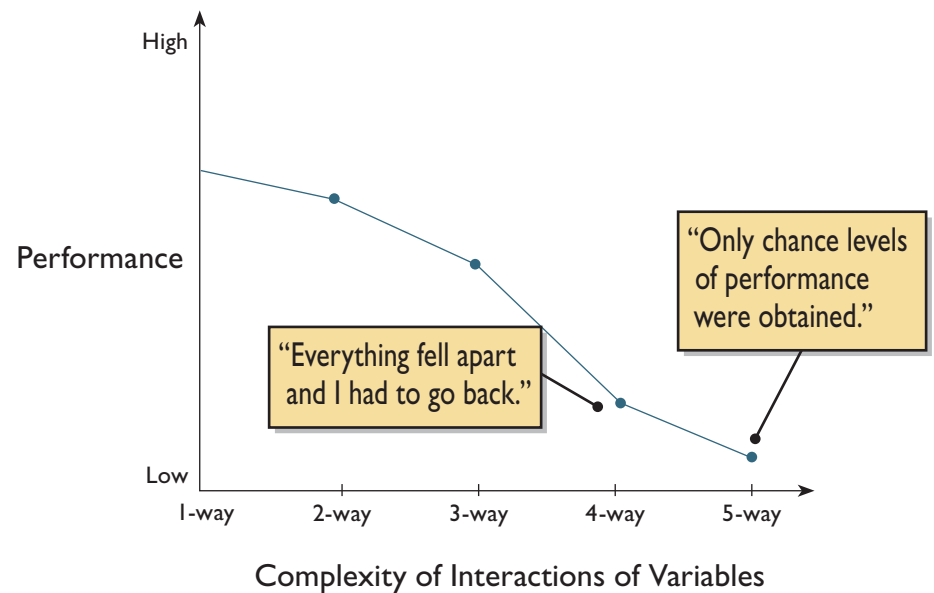 High
Performance
“Only chance levels
of performance
were obtained.”
“Everything fell apart
and I had to go back.”
Low
1-way
2-way
3-way
4-way
5-way
Complexity of Interactions of Variables